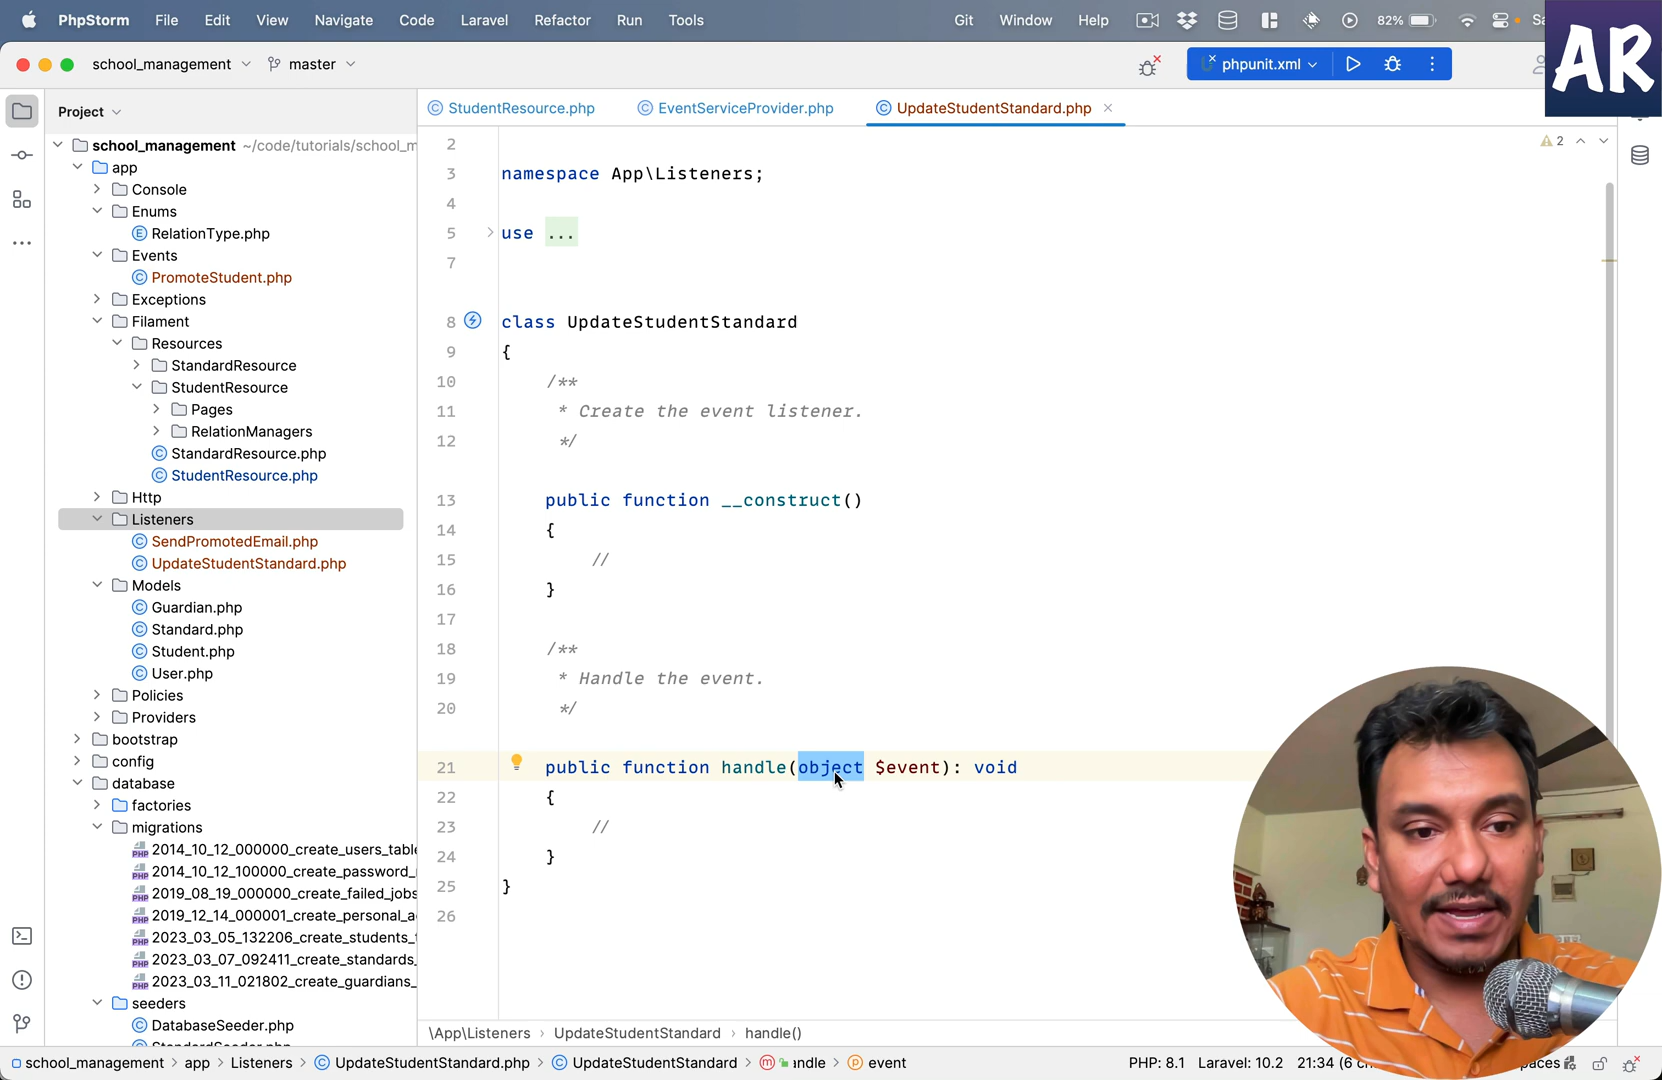 PhpStorm File Edit View Navigate Code Laravel Refactor Run Tools Git Window Help 82%
AR
school_management master phpunit.xml
Project
StudentResource.php EventServiceProvider.php UpdateStudentStandard.php
school_management ~/code/tutorials/school_m
app
Console
Enums
RelationType.php
Events
PromoteStudent.php
Exceptions
Filament
Resources
StandardResource
StudentResource
Pages
RelationManagers
StandardResource.php
StudentResource.php
Http
Listeners
SendPromotedEmail.php
UpdateStudentStandard.php
Models
Guardian.php
Standard.php
Student.php
User.php
Policies
Providers
bootstrap
config
database
factories
migrations
2014_10_12_000000_create_users_table
2014_10_12_100000_create_password_
2019_08_19_000000_create_failed_jobs
2019_12_14_000001_create_personal_a
2023_03_05_132206_create_students_
2023_03_07_092411_create_standards_
2023_03_11_021802_create_guardians_
seeders
DatabaseSeeder.php
2
2
3 namespace App\Listeners;
4
5 use ...
7
8 class UpdateStudentStandard
9 {
10 /**
11 * Create the event listener.
12 */
13 public function __construct()
14 {
15 //
16 }
17
18 /**
19 * Handle the event.
20 */
21 public function handle(object $event): void
22 {
23 //
24 }
25 }
26
\App\Listeners › UpdateStudentStandard › handle()
school_management › app › Listeners › UpdateStudentStandard.php › UpdateStudentStandard › handle › event PHP: 8.1 Laravel: 10.2 21:34 (6 ch